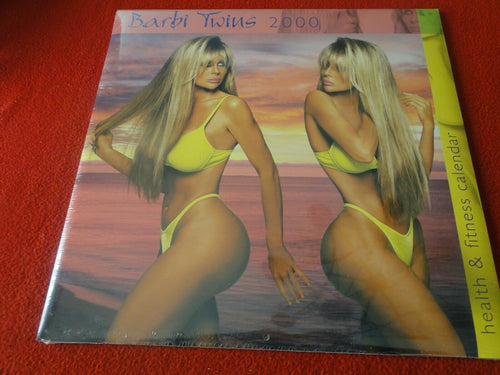 Barbi Twins 2000
health & fitness calendar